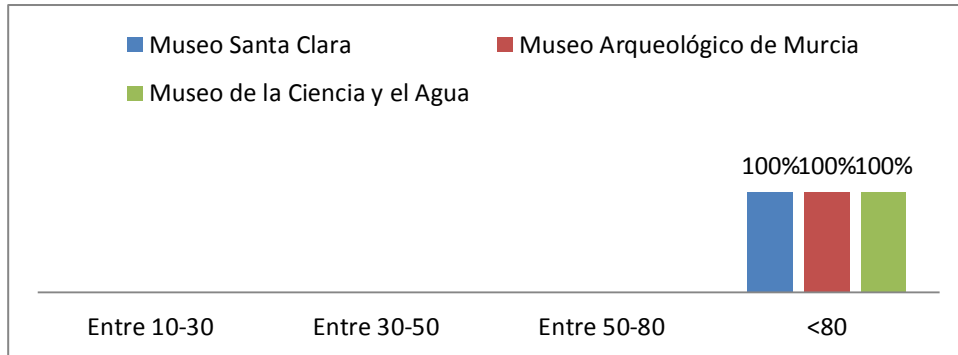 Museo Santa Clara
Museo Arqueológico de Murcia
Museo de la Ciencia y el Agua
100% 100% 100%
Entre 10-30
Entre 30-50
Entre 50-80
<80